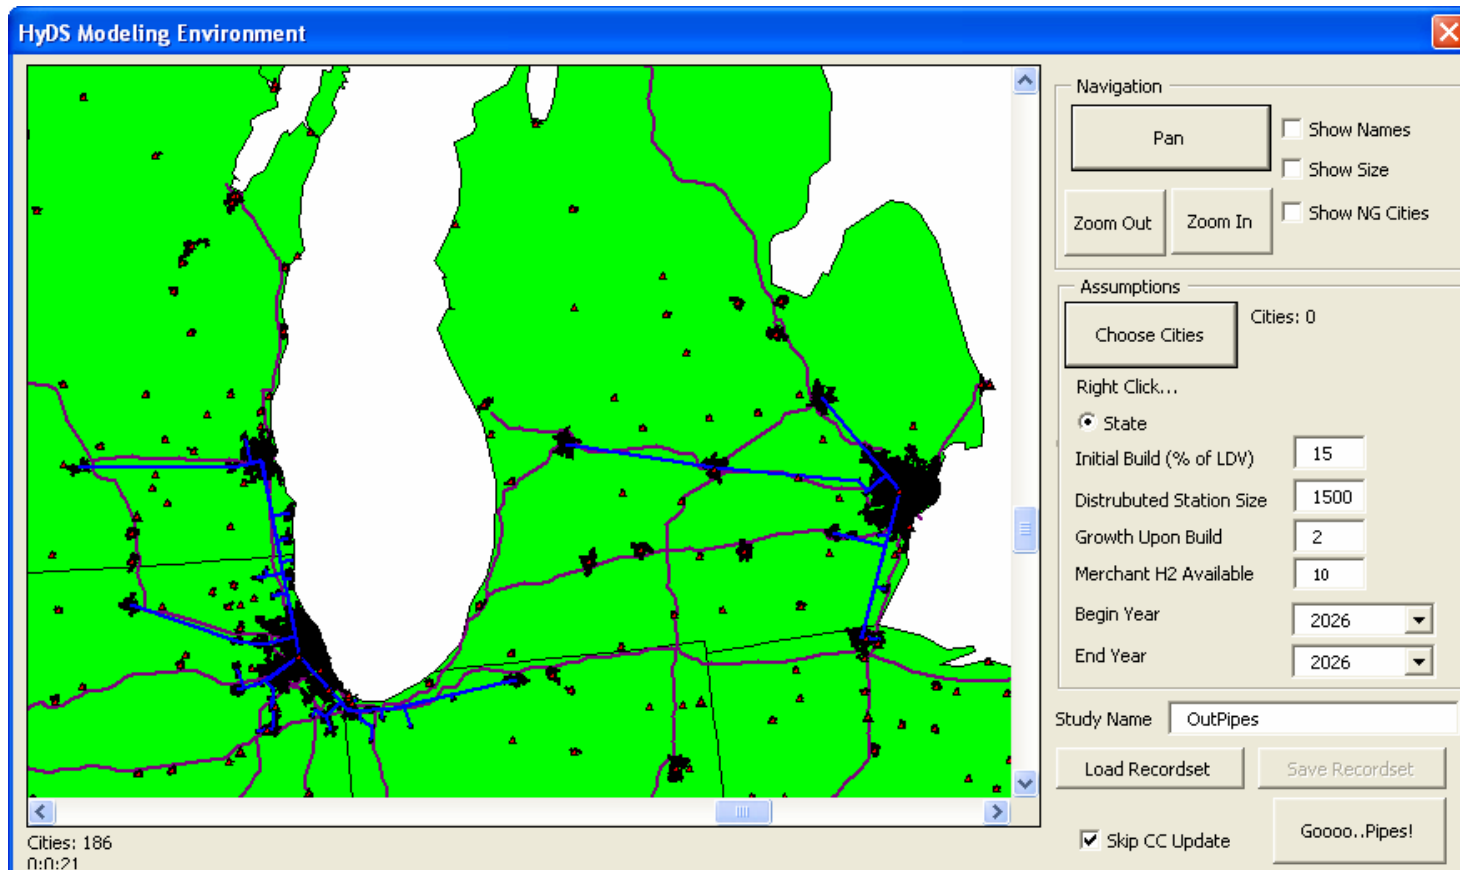 HyDS Modeling Environment
Navigation
Pan
Show Names
Show Size
Zoom Out
Zoom In
Show NG Cities
Assumptions
Choose Cities
Cities: 0
Right Click...
State
Initial Build (% of LDV)
15
Distrubuted Station Size
1500
Growth Upon Build
2
Merchant H2 Available
10
Begin Year
2026
End Year
2026
Study Name
OutPipes
Load Recordset
Save Recordset
Skip CC Update
Goooo..Pipes!
Cities: 186
0:0:21